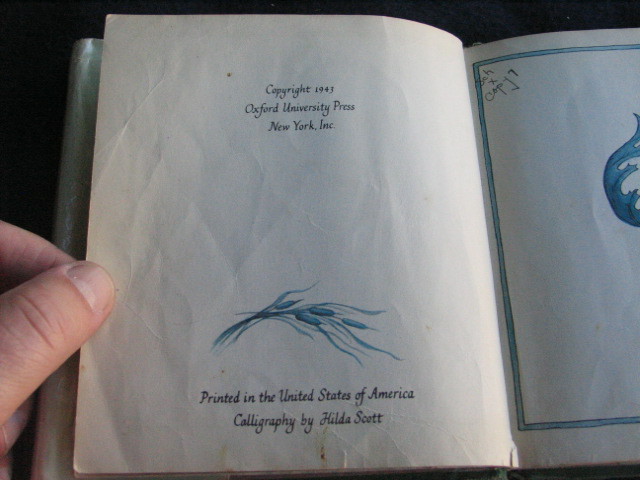 Copyright 1943
Oxford University Press
New York, Inc.
Printed in the United States of America
Calligraphy by Hilda Scott